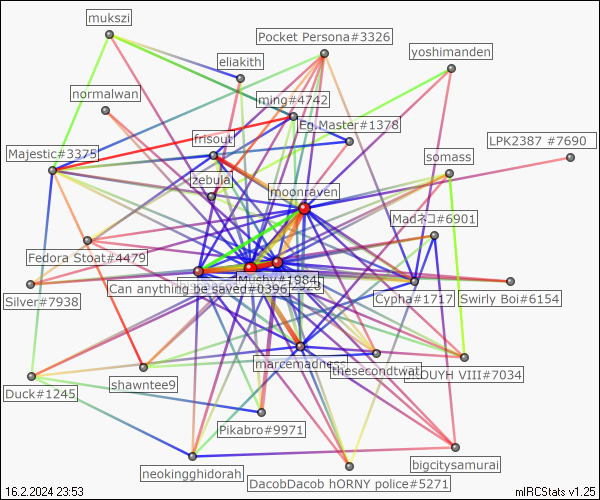 mukszi
Pocket Persona#3326
yoshimanden
eliakith
normalwan
ming#4742
Eg.Master#1378
frisout
LPK2387 #7690
Majestic#3375
somass
zebula
moonraven
Madネコ#6901
Fedora Stoat#4479
Mushy#1984
Can anything be saved#0396
Silver#7938
Cypha#1717
Swirly Boi#6154
marcemadness
thesecondtwat
VIII#7034
shawntee9
Duck#1245
Pikabro#9971
bigcitysamurai
neokingghidorah
DacobDacob hORNY police#5271
16.2.2024 23:53
mIRCStats v1.25